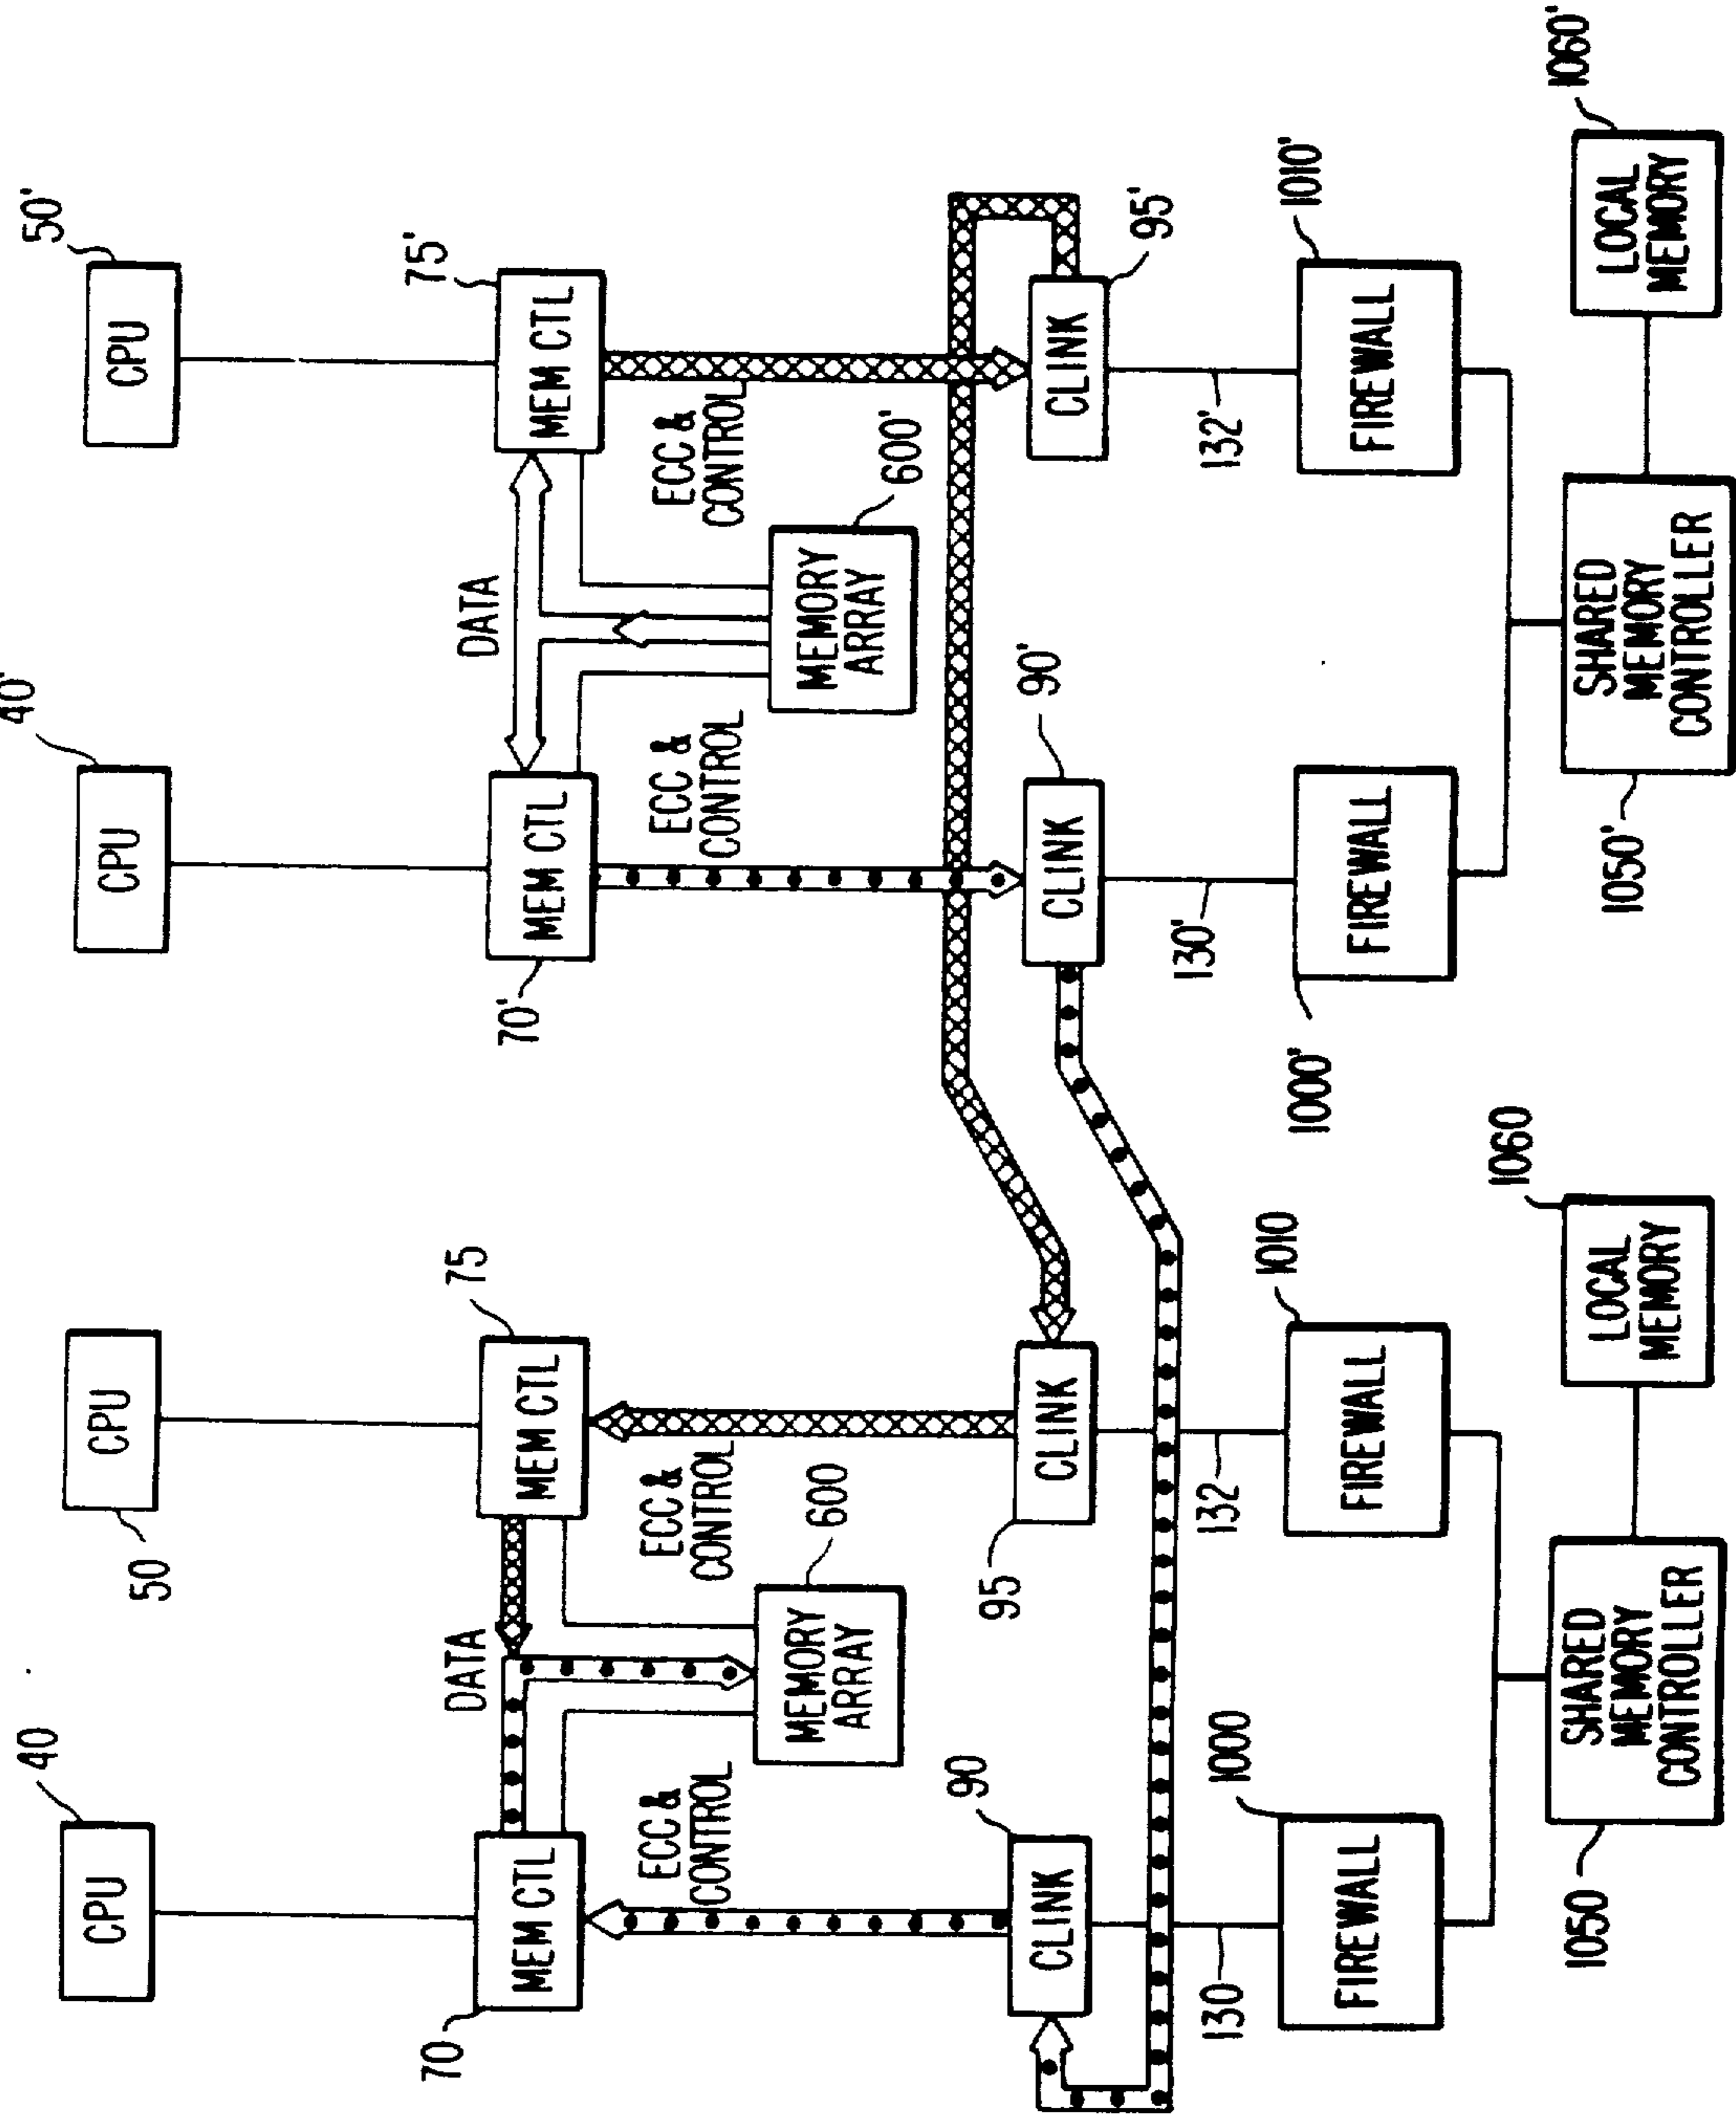 40
CPU
50
CPU
40'
CPU
50'
CPU
70
MEM CTL
75
MEM CTL
70'
MEM CTL
75'
MEM CTL
DATA
DATA
ECC &
CONTROL
ECC &
CONTROL
ECC &
CONTROL
ECC &
CONTROL
600
MEMORY
ARRAY
600'
MEMORY
ARRAY
90
CLINK
95
CLINK
90'
CLINK
95'
CLINK
130
132
130'
132'
1000
FIREWALL
1010
FIREWALL
1000'
FIREWALL
1010'
FIREWALL
1050
SHARED
MEMORY
CONTROLLER
1060
LOCAL
MEMORY
1050'
SHARED
MEMORY
CONTROLLER
1060'
LOCAL
MEMORY